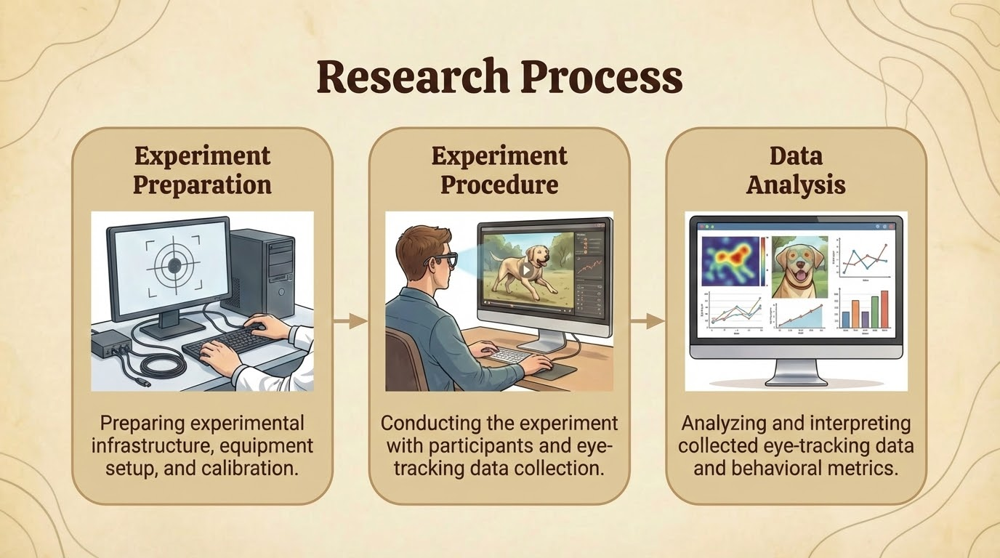 Research Process
Experiment
Preparation
Preparing experimental
infrastructure, equipment
setup, and calibration.
Experiment
Procedure
Conducting the experiment
with participants and eye-
tracking data collection.
Data
Analysis
Analyzing and interpreting
collected eye-tracking data
and behavioral metrics.